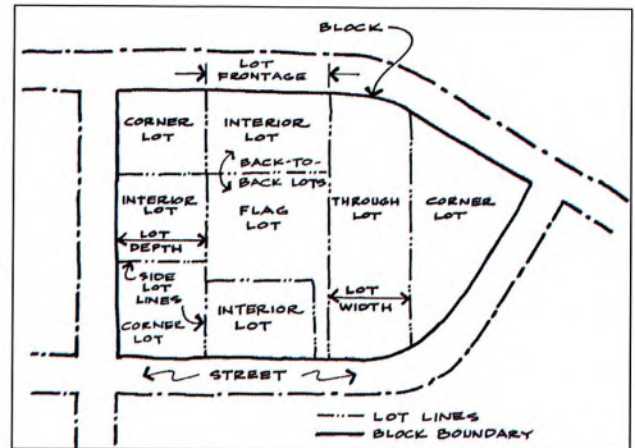 BLOCK
LOT
FRONTAGE
CORNER
LOT
INTERIOR
LOT
BACK-TO-
BACK LOTS
INTERIOR
LOT
FLAG
LOT
THROUGH
LOT
CORNER
LOT
LOT
DEPTH
SIDE
LOT
LINES
CORNER
LOT
INTERIOR
LOT
LOT
WIDTH
STREET
LOT LINES
BLOCK BOUNDARY